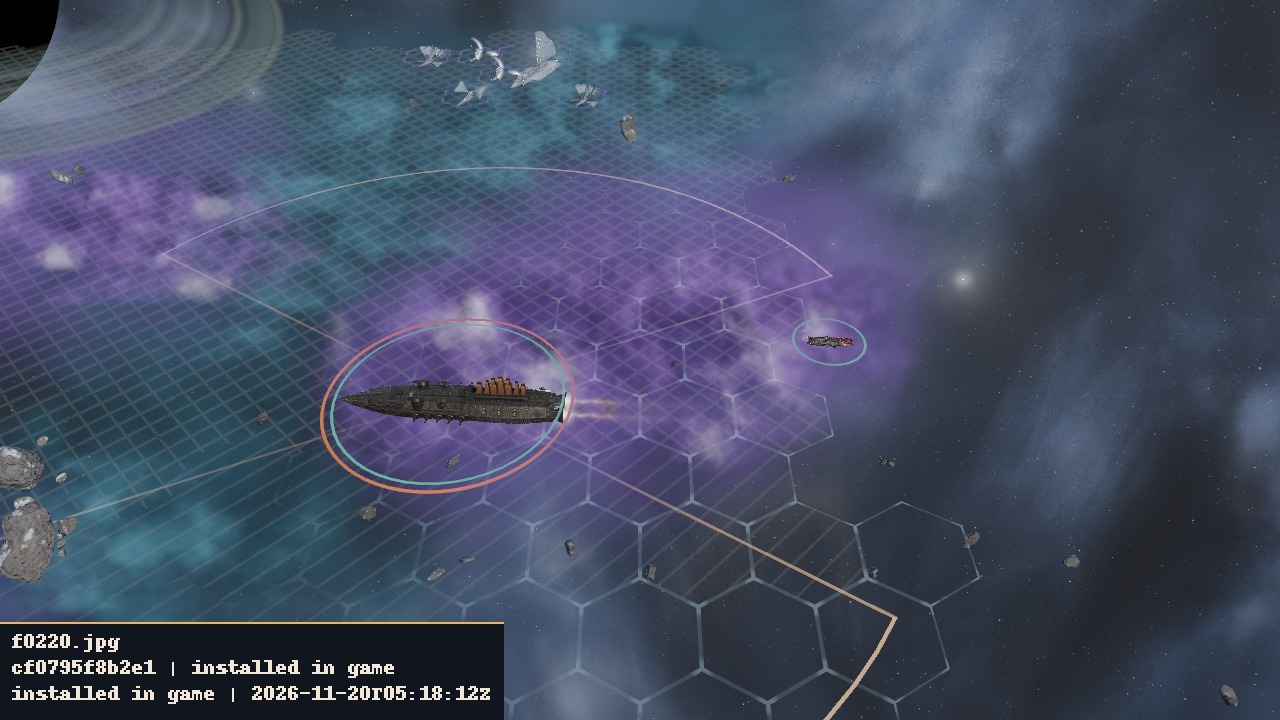 f0220.jpg
cf0795f8b2e1 | installed in game
installed in game | 2026-11-20T05:18:12z